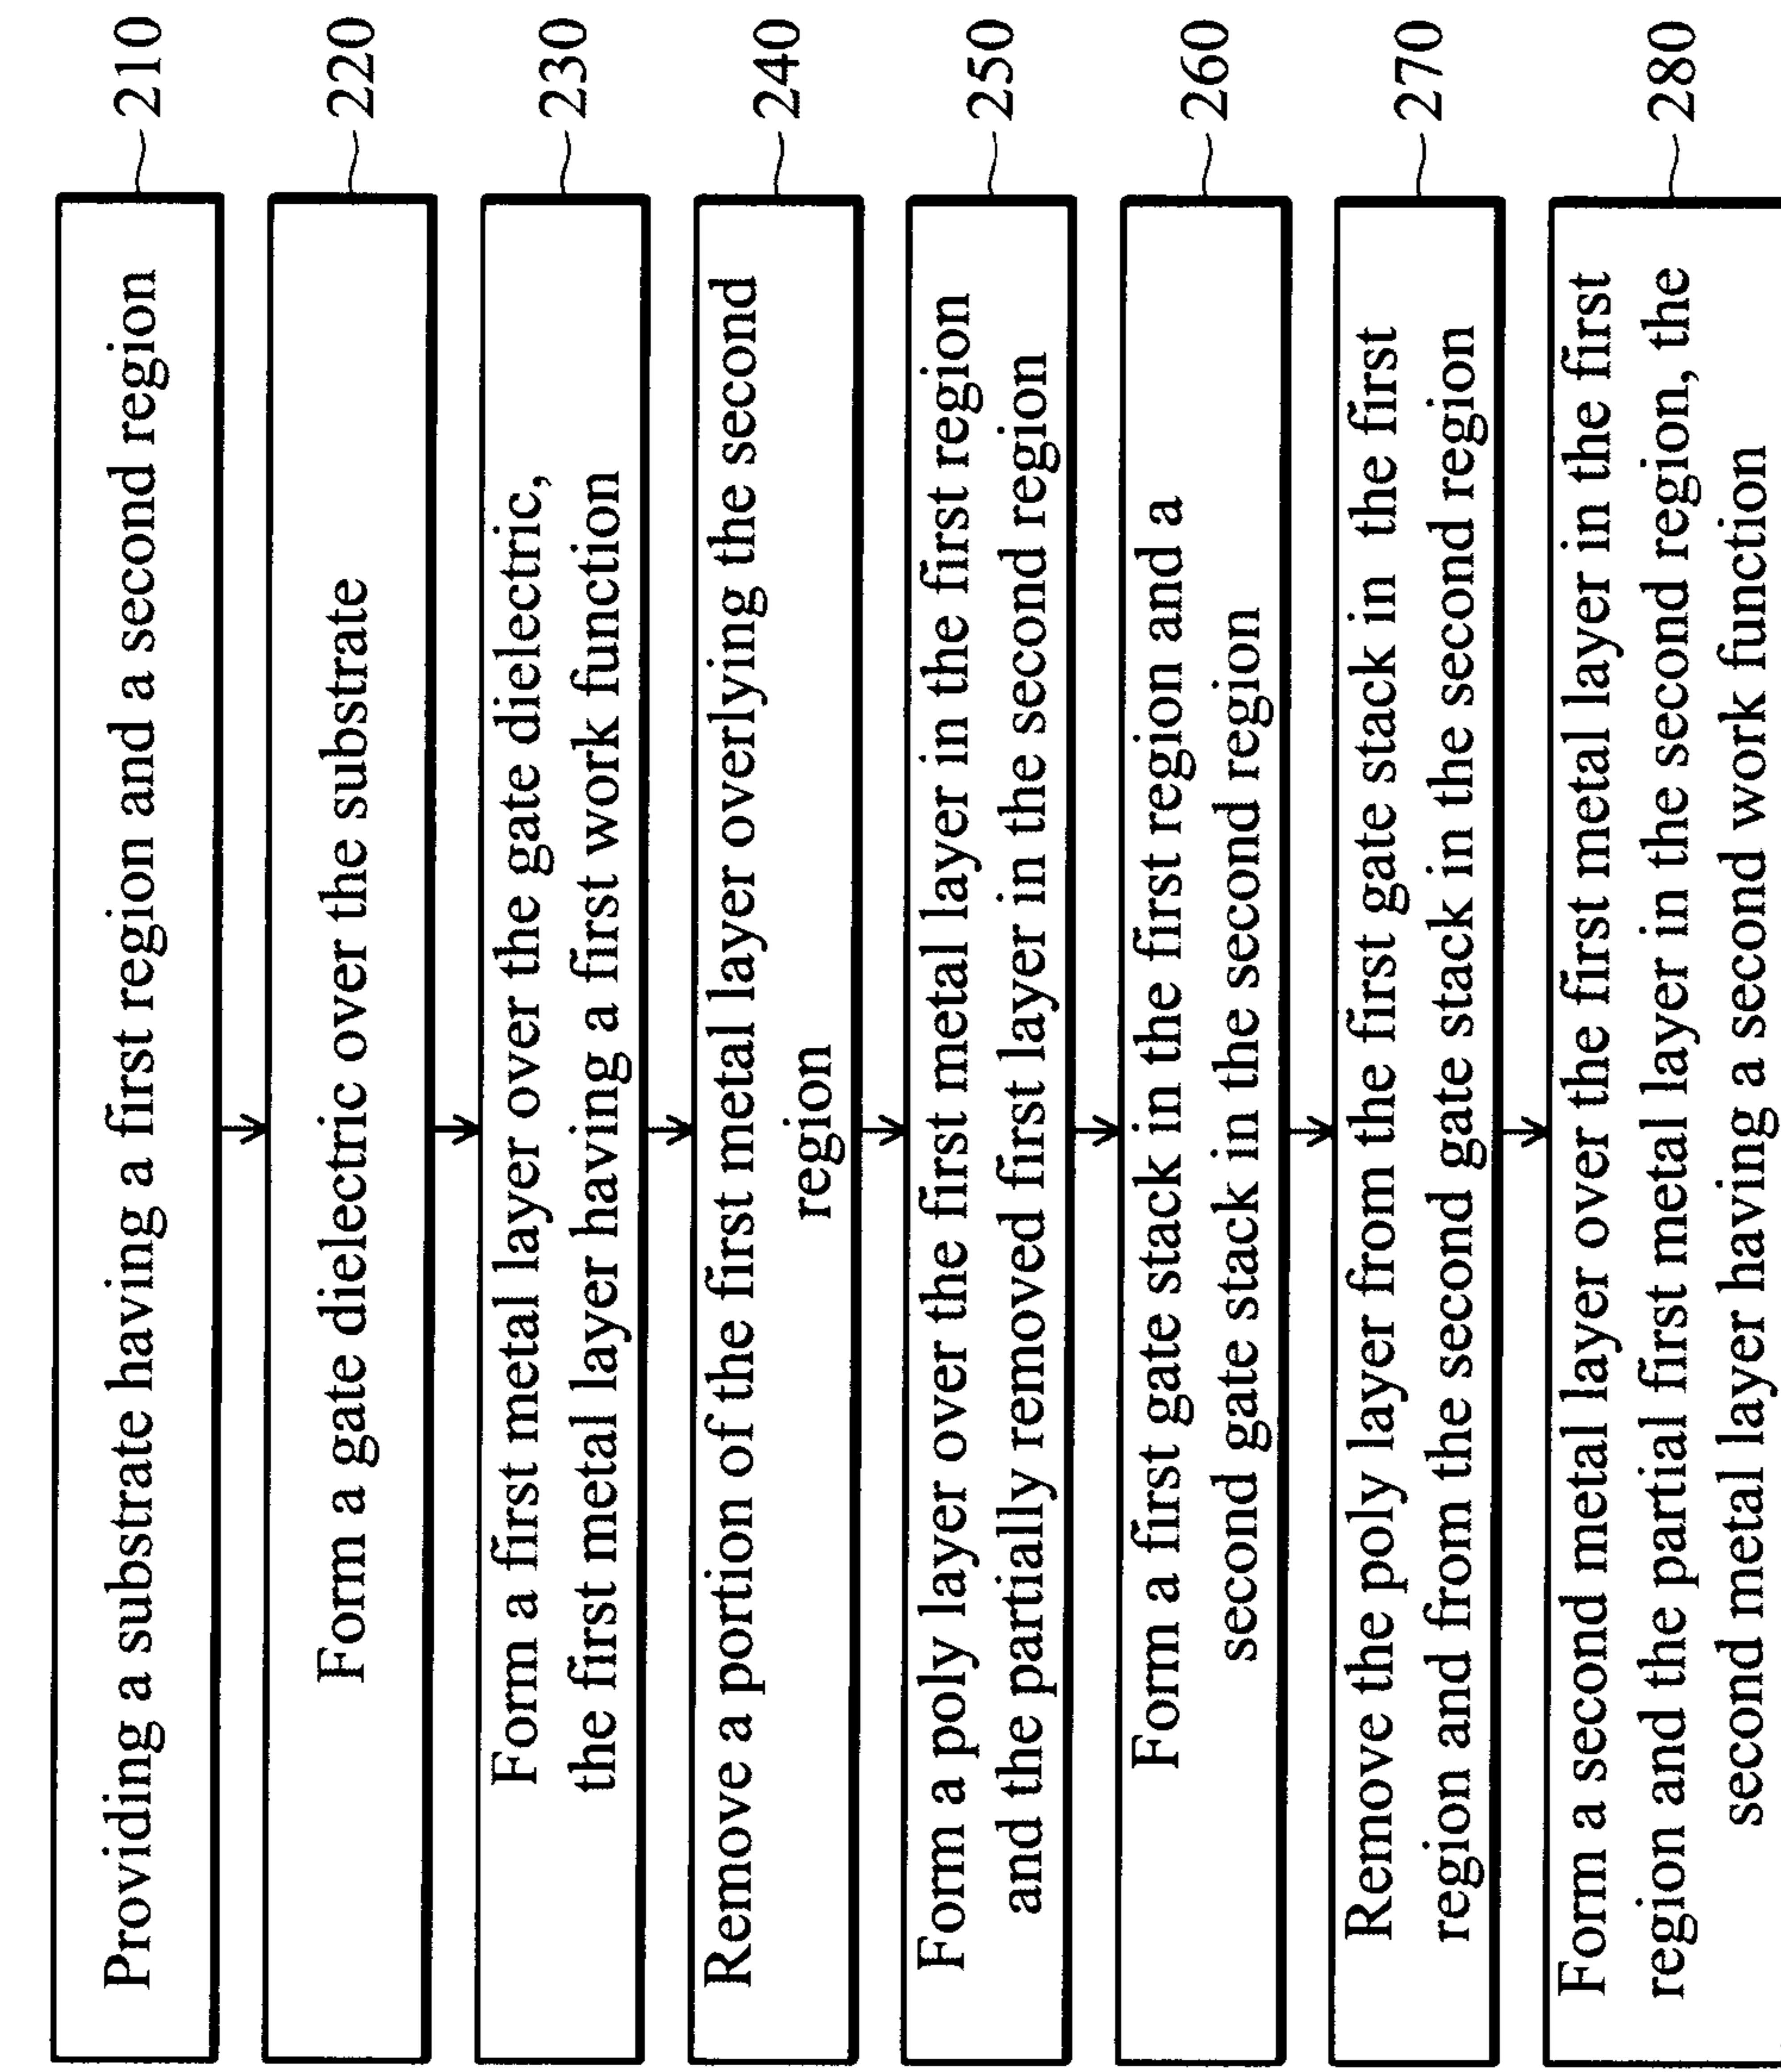 Providing a substrate having a first region and a second region
210
Form a gate dielectric over the substrate
220
Form a first metal layer over the gate dielectric,
the first metal layer having a first work function
230
Remove a portion of the first metal layer overlying the second
region
240
Form a poly layer over the first metal layer in the first region
and the partially removed first layer in the second region
250
Form a first gate stack in the first region and a
second gate stack in the second region
260
Remove the poly layer from the first gate stack in the first
region and from the second gate stack in the second region
270
Form a second metal layer over the first metal layer in the first
region and the partial first metal layer in the second region, the
second metal layer having a second work function
280